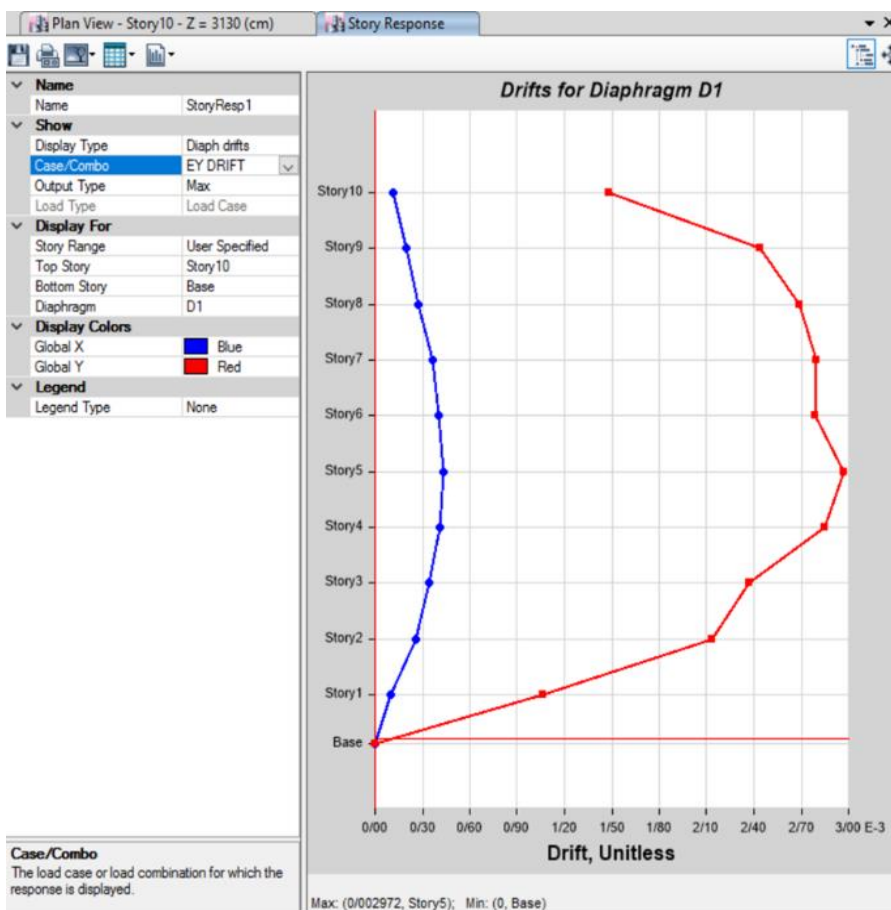 Plan View - Story10 - Z = 3130 (cm)
Story Response
Name
Name StoryResp1
Show
Display Type Diaph drifts
Case/Combo EY DRIFT
Output Type Max
Load Type Load Case
Display For
Story Range User Specified
Top Story Story10
Bottom Story Base
Diaphragm D1
Display Colors
Global X Blue
Global Y Red
Legend
Legend Type None
Case/Combo
The load case or load combination for which the
response is displayed.
Drifts for Diaphragm D1
Story10
Story9
Story8
Story7
Story6
Story5
Story4
Story3
Story2
Story1
Base
0/00 0/30 0/60 0/90 1/20 1/50 1/80 2/10 2/40 2/70 3/00 E-3
Drift, Unitless
Max: (0/002972, Story5); Min: (0, Base)